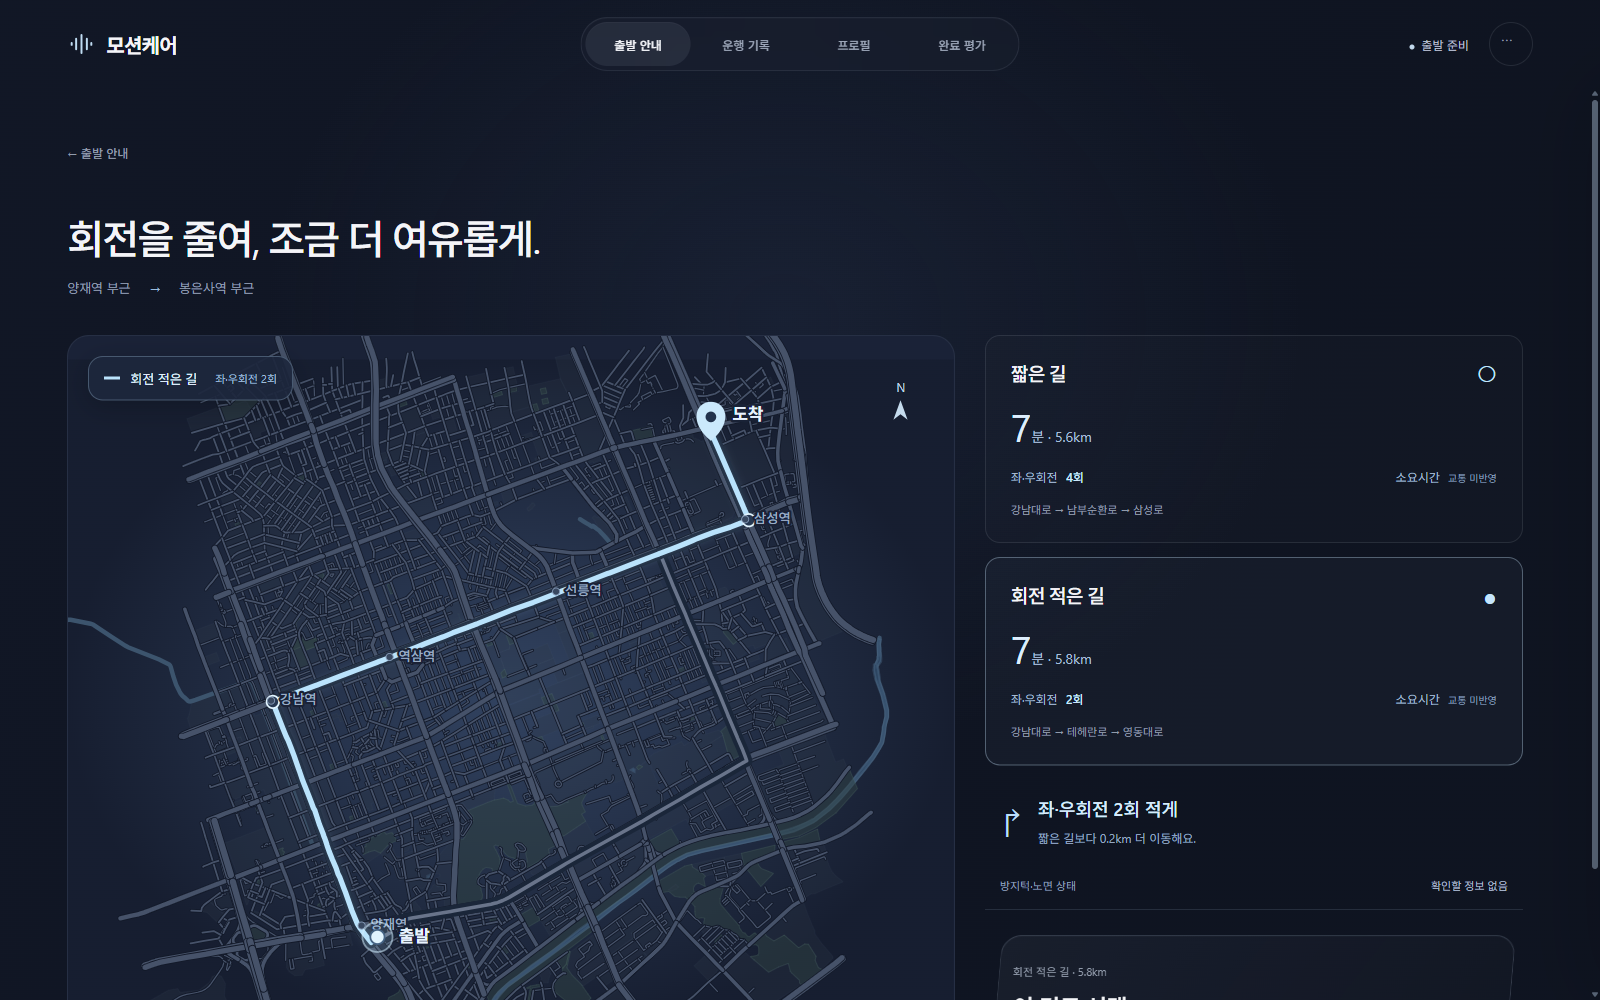 모션케어
출발 안내
운행 기록
프로필
완료 평가
출발 준비
...
← 출발 안내
회전을 줄여, 조금 더 여유롭게.
양재역 부근 → 봉은사역 부근
회전 적은 길 좌·우회전 2회
N
도착
삼성역
선릉역
역삼역
강남역
양재역
출발
짧은 길
7분 · 5.6km
좌·우회전 4회
소요시간 교통 미반영
강남대로 → 남부순환로 → 삼성로
회전 적은 길
7분 · 5.8km
좌·우회전 2회
소요시간 교통 미반영
강남대로 → 테헤란로 → 영동대로
좌·우회전 2회 적게
짧은 길보다 0.2km 더 이동해요.
방지턱·노면 상태
확인할 정보 없음
회전 적은 길 · 5.8km